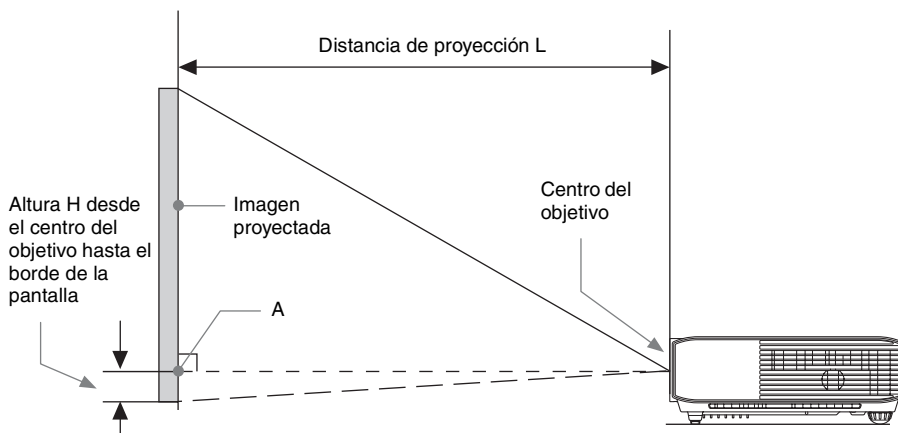 Distancia de proyección L
Altura H desde
el centro del
objetivo hasta el
borde de la
pantalla
Imagen
proyectada
Centro del
objetivo
A